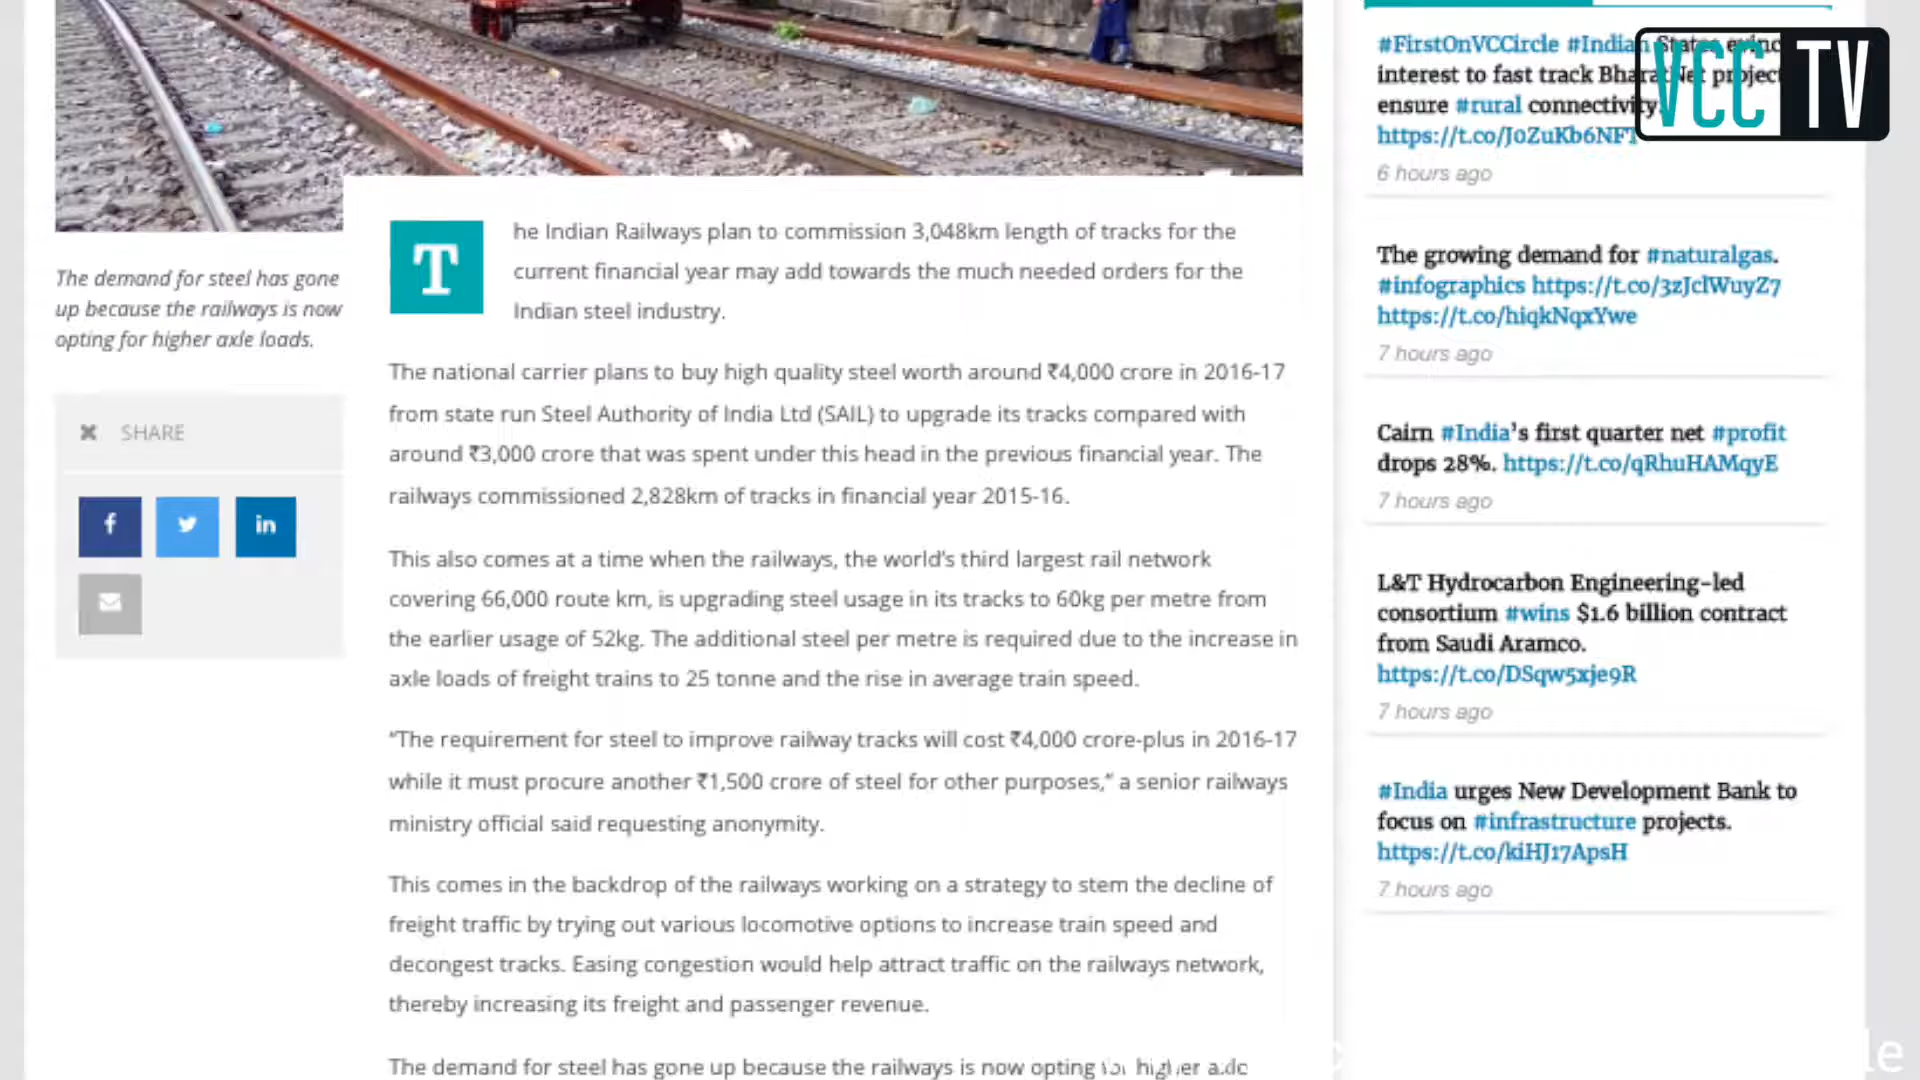 The demand for steel has gone
up because the railways is now
opting for higher axle loads.
SHARE
f
in
The Indian Railways plan to commission 3,048km length of tracks for the
current financial year may add towards the much needed orders for the
Indian steel industry.
The national carrier plans to buy high quality steel worth around ₹4,000 crore in 2016-17
from state run Steel Authority of India Ltd (SAIL) to upgrade its tracks compared with
around ₹3,000 crore that was spent under this head in the previous financial year. The
railways commissioned 2,828km of tracks in financial year 2015-16.
This also comes at a time when the railways, the world's third largest rail network
covering 66,000 route km, is upgrading steel usage in its tracks to 60kg per metre from
the earlier usage of 52kg. The additional steel per metre is required due to the increase in
axle loads of freight trains to 25 tonne and the rise in average train speed.
"The requirement for steel to improve railway tracks will cost ₹4,000 crore-plus in 2016-17
while it must procure another ₹1,500 crore of steel for other purposes," a senior railways
ministry official said requesting anonymity.
This comes in the backdrop of the railways working on a strategy to stem the decline of
freight traffic by trying out various locomotive options to increase train speed and
decongest tracks. Easing congestion would help attract traffic on the railways network,
thereby increasing its freight and passenger revenue.
The demand for steel has gone up because the railways is now opting for higher axle
#FirstOnVCCircle #Indian States
interest to fast track BharatNet project
ensure #rural connectivity
https://t.co/JoZuKb6NFT
6 hours ago
The growing demand for #naturalgas.
#infographics https://t.co/3zJclWuyZ7
https://t.co/hiqkNqxYwe
7 hours ago
Cairn #India's first quarter net #profit
drops 28%. https://t.co/qRhuHAMqyE
7 hours ago
L&T Hydrocarbon Engineering-led
consortium #wins $1.6 billion contract
from Saudi Aramco.
https://t.co/DSqw5xje9R
7 hours ago
#India urges New Development Bank to
focus on #infrastructure projects.
https://t.co/kiHJ17ApsH
7 hours ago
VCC TV